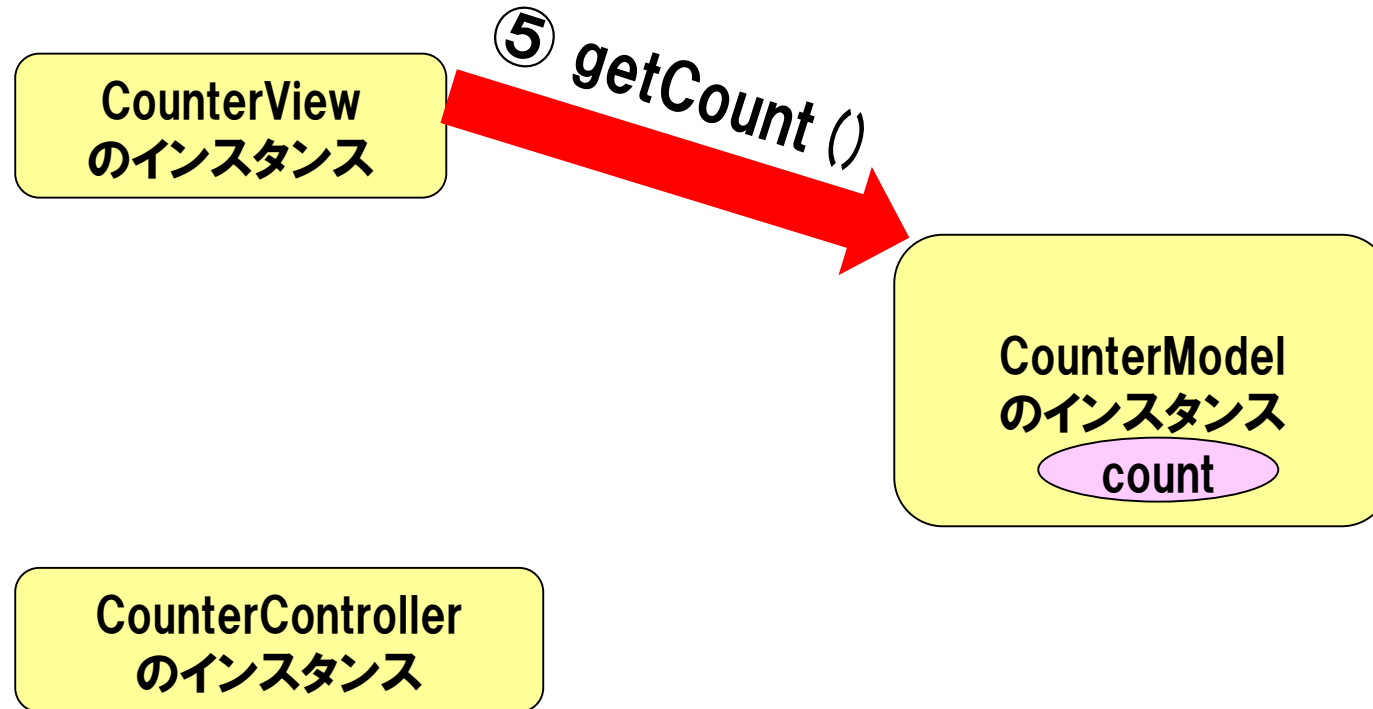 ⑤ getCount ()
CounterView
のインスタンス
CounterModel
のインスタンス
count
CounterController
のインスタンス